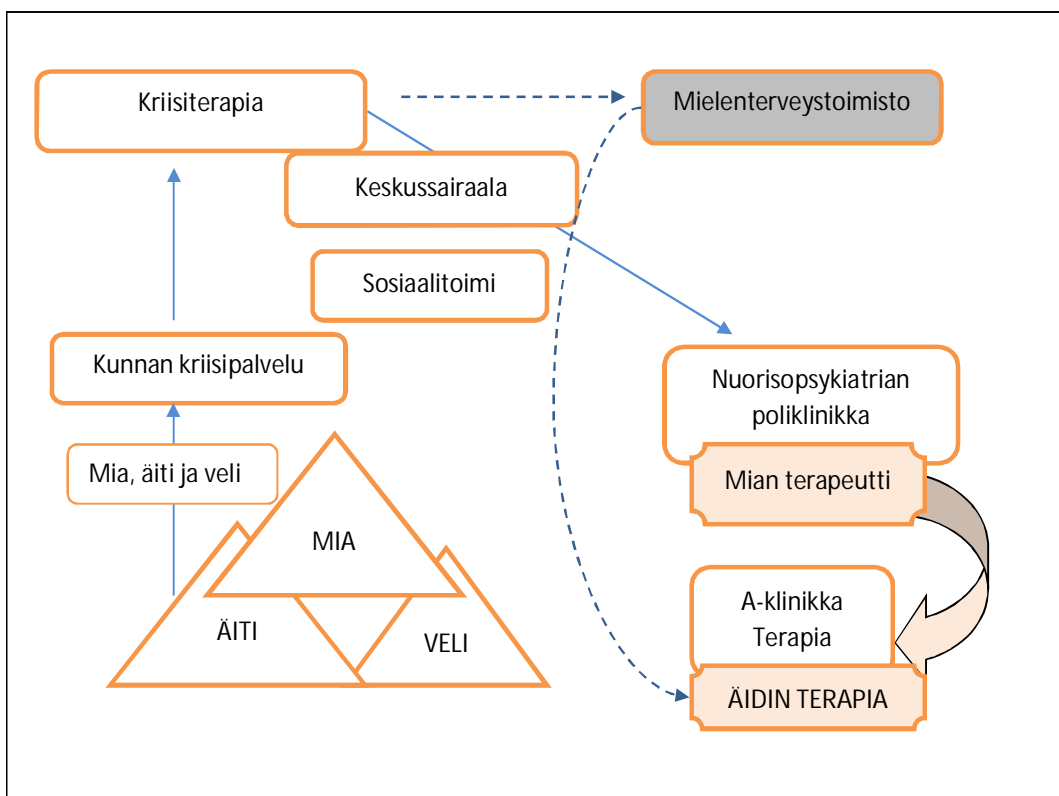 Kriisiterapia
Mielenterveystoimisto
Keskussairaala
Sosiaalitoimi
Kunnan kriisipalvelu
Nuorisopsykiatrian
poliklinikka
Mia, äiti ja veli
Mian terapeutti
MIA
ÄITI
VELI
A-klinikka
Terapia
ÄIDIN TERAPIA